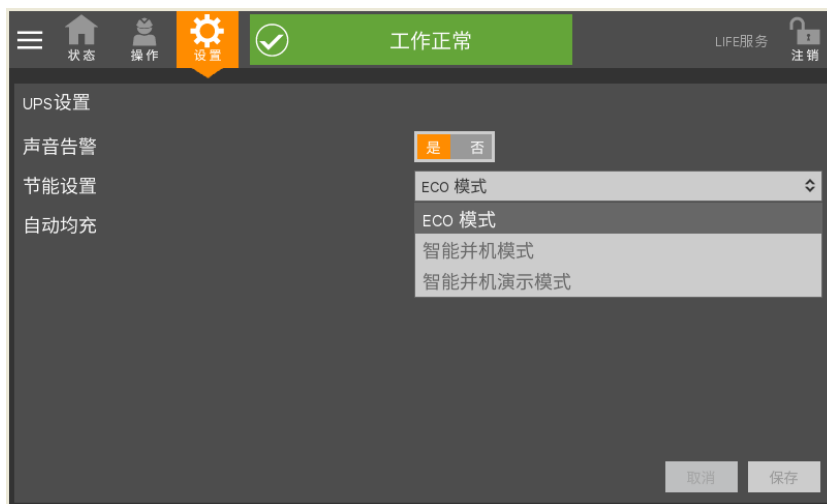 状态
操作
设置
工作正常
LIFE服务
注销
UPS设置
声音告警
是 否
节能设置
ECO 模式
自动均充
ECO 模式
智能并机模式
智能并机演示模式
取消
保存